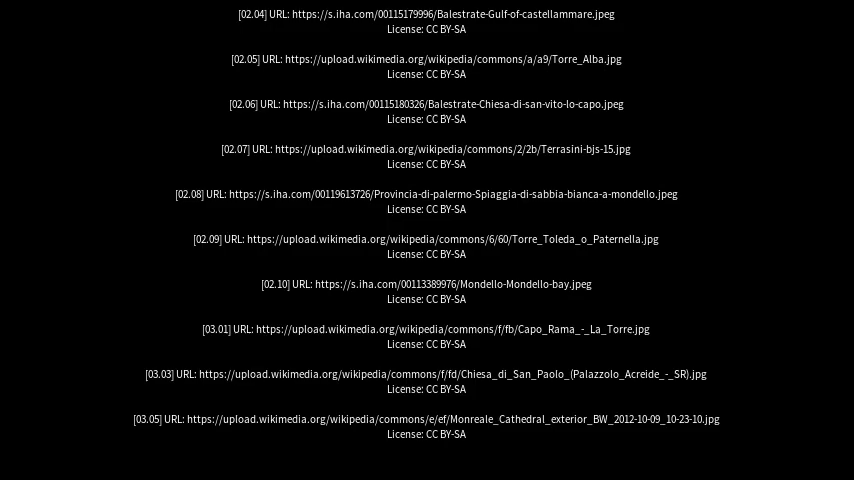 [02.04] URL: https://s.iha.com/00115179996/Balestrate-Gulf-of-castellammare.jpeg
License: CC BY-SA
[02.05] URL: https://upload.wikimedia.org/wikipedia/commons/a/a9/Torre_Alba.jpg
License: CC BY-SA
[02.06] URL: https://s.iha.com/00115180326/Balestrate-Chiesa-di-san-vito-lo-capo.jpeg
License: CC BY-SA
[02.07] URL: https://upload.wikimedia.org/wikipedia/commons/2/2b/Terrasini-bjs-15.jpg
License: CC BY-SA
[02.08] URL: https://s.iha.com/00119613726/Provincia-di-palermo-Spiaggia-di-sabbia-bianca-a-mondello.jpeg
License: CC BY-SA
[02.09] URL: https://upload.wikimedia.org/wikipedia/commons/6/60/Torre_Toleda_o_Paternella.jpg
License: CC BY-SA
[02.10] URL: https://s.iha.com/00113389976/Mondello-Mondello-bay.jpeg
License: CC BY-SA
[03.01] URL: https://upload.wikimedia.org/wikipedia/commons/f/fb/Capo_Rama_-_La_Torre.jpg
License: CC BY-SA
[03.03] URL: https://upload.wikimedia.org/wikipedia/commons/f/fd/Chiesa_di_San_Paolo_(Palazzolo_Acreide_-_SR).jpg
License: CC BY-SA
[03.05] URL: https://upload.wikimedia.org/wikipedia/commons/e/ef/Monreale_Cathedral_exterior_BW_2012-10-09_10-23-10.jpg
License: CC BY-SA